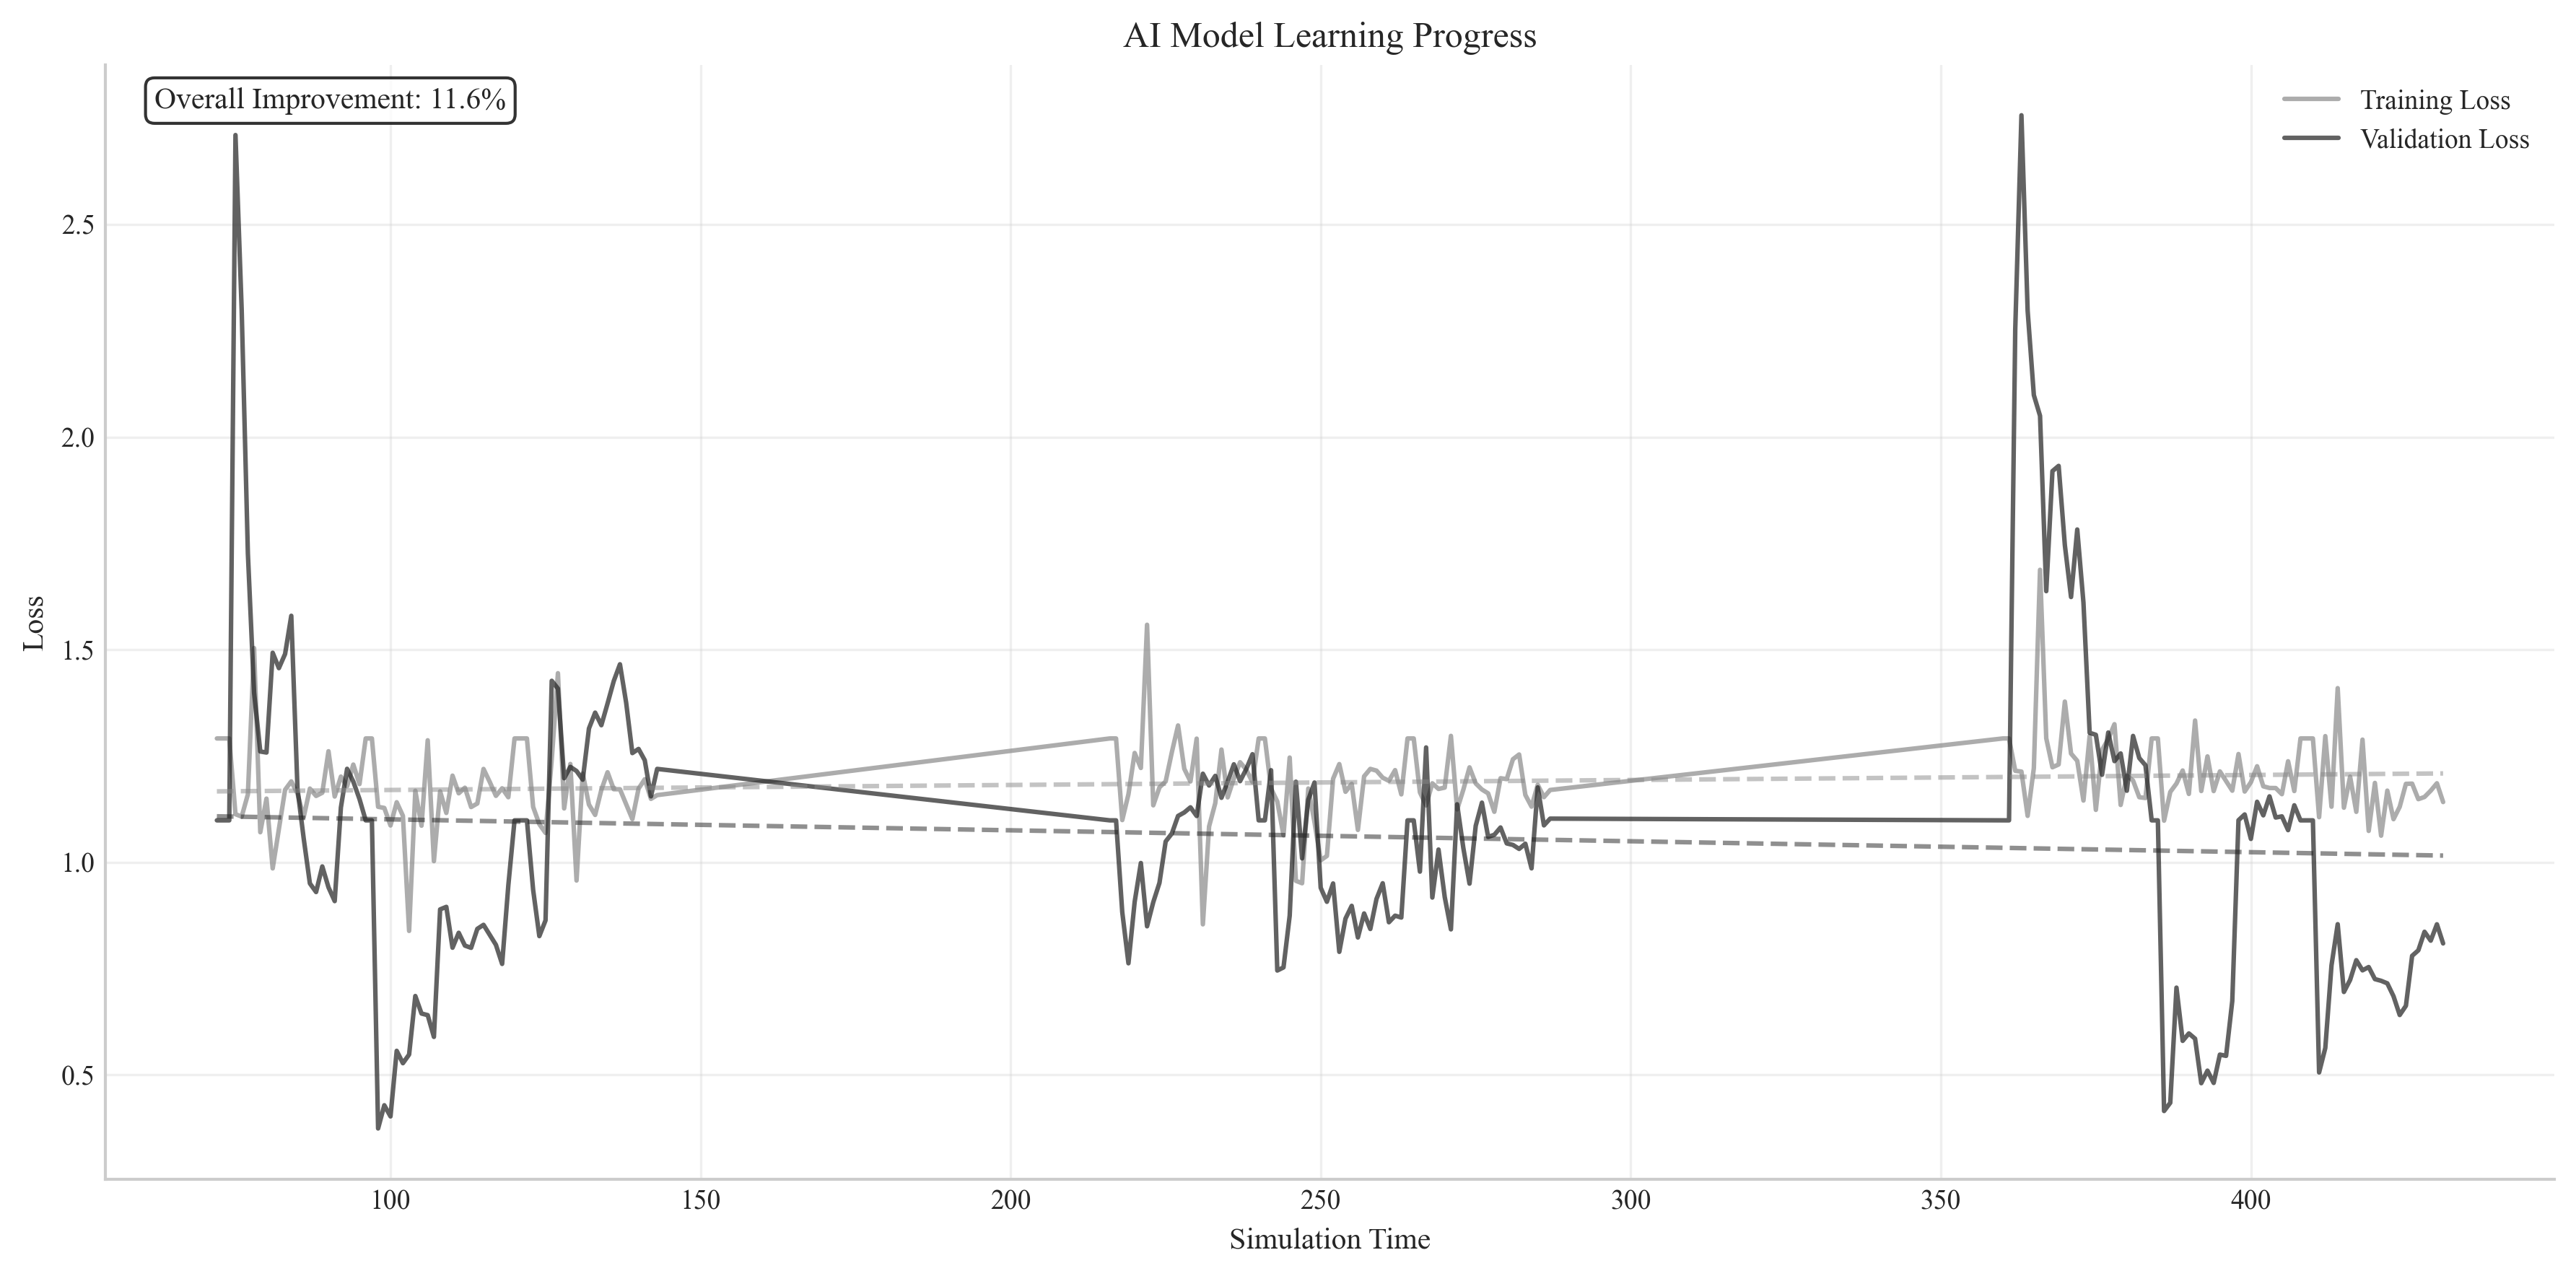 AI Model Learning Progress
Overall Improvement: 11.6%
Training Loss
Validation Loss
2.5
2.0
1.5
1.0
0.5
Loss
100 150 200 250 300 350 400
Simulation Time